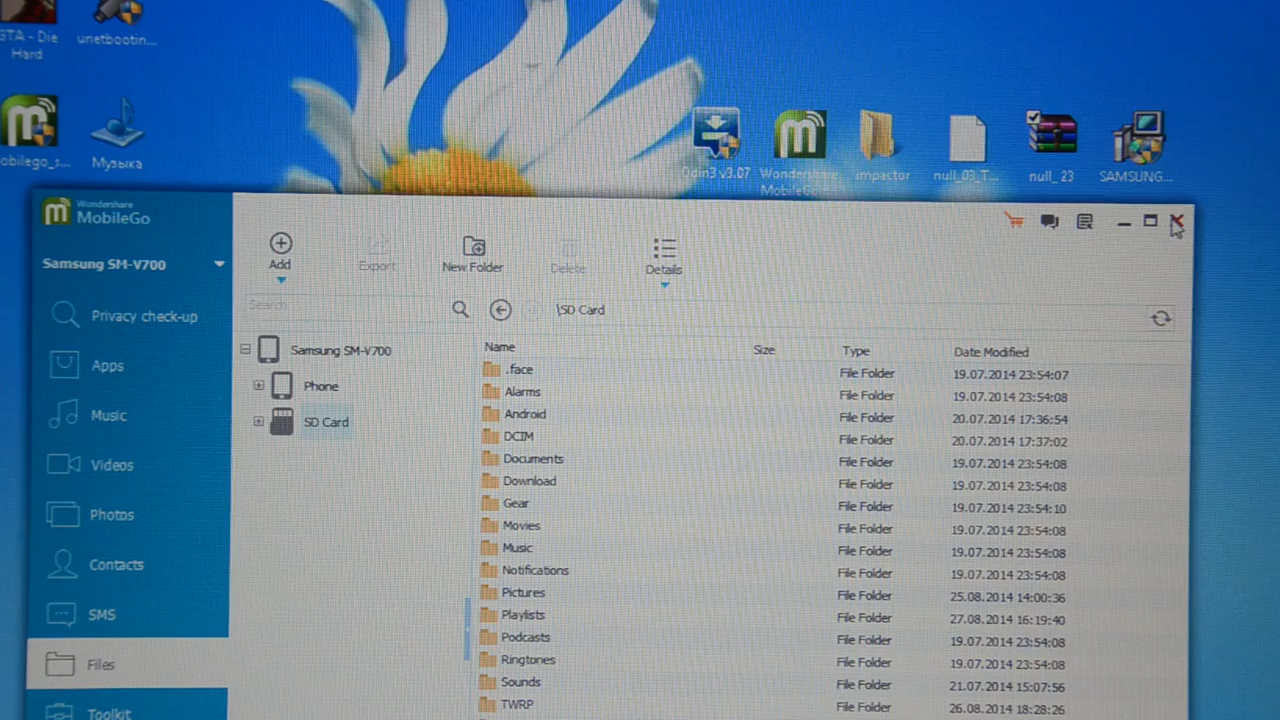 GTA - Die
Hard
unetbootin...
mobilego_s...
Музыка
Odin3 v3.07
Wondershare
MobileGo
impactor
null_03_T...
null_ 23
SAMSUNG...
Wondershare
MobileGo
Samsung SM-V700
Privacy check-up
Apps
Music
Videos
Photos
Contacts
SMS
Files
Toolkit
Add
Export
New Folder
Delete
Details
Search
\SD Card
Samsung SM-V700
Phone
SD Card
Name Size Type Date Modified
.face File Folder 19.07.2014 23:54:07
Alarms File Folder 19.07.2014 23:54:08
Android File Folder 20.07.2014 17:36:54
DCIM File Folder 20.07.2014 17:37:02
Documents File Folder 19.07.2014 23:54:08
Download File Folder 19.07.2014 23:54:08
Gear File Folder 19.07.2014 23:54:10
Movies File Folder 19.07.2014 23:54:08
Music File Folder 19.07.2014 23:54:08
Notifications File Folder 19.07.2014 23:54:08
Pictures File Folder 25.08.2014 14:00:36
Playlists File Folder 27.08.2014 16:19:40
Podcasts File Folder 19.07.2014 23:54:08
Ringtones File Folder 19.07.2014 23:54:08
Sounds File Folder 21.07.2014 15:07:56
TWRP File Folder 26.08.2014 18:28:26